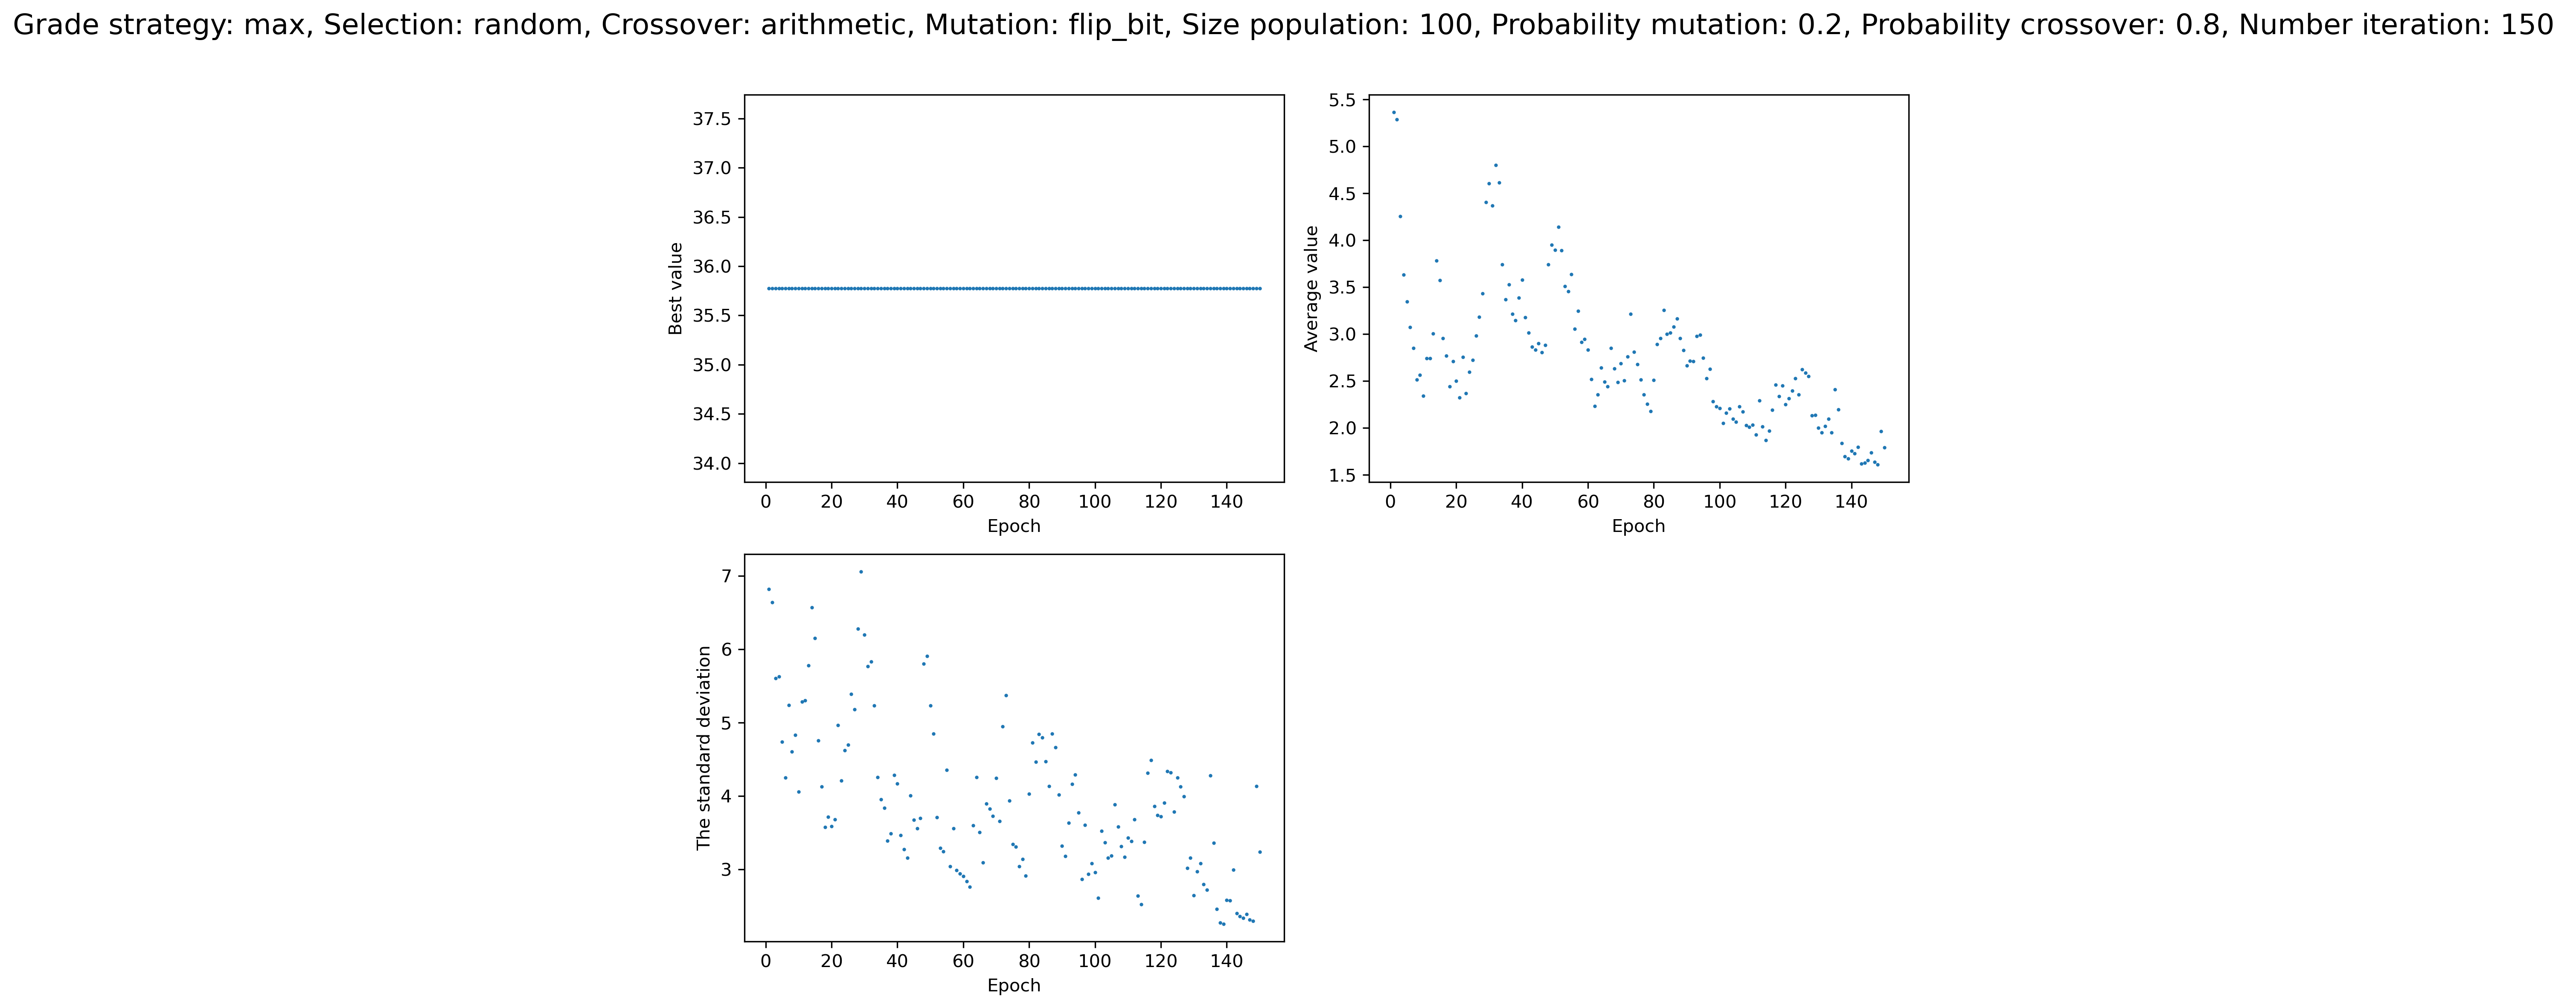 Grade strategy: max, Selection: random, Crossover: arithmetic, Mutation: flip_bit, Size population: 100, Probability mutation: 0.2, Probability crossover: 0.8, Number iteration: 150
Best value
37.5
37.0
36.5
36.0
35.5
35.0
34.5
34.0
0 20 40 60 80 100 120 140
Epoch
Average value
5.5
5.0
4.5
4.0
3.5
3.0
2.5
2.0
1.5
0 20 40 60 80 100 120 140
Epoch
The standard deviation
7
6
5
4
3
0 20 40 60 80 100 120 140
Epoch